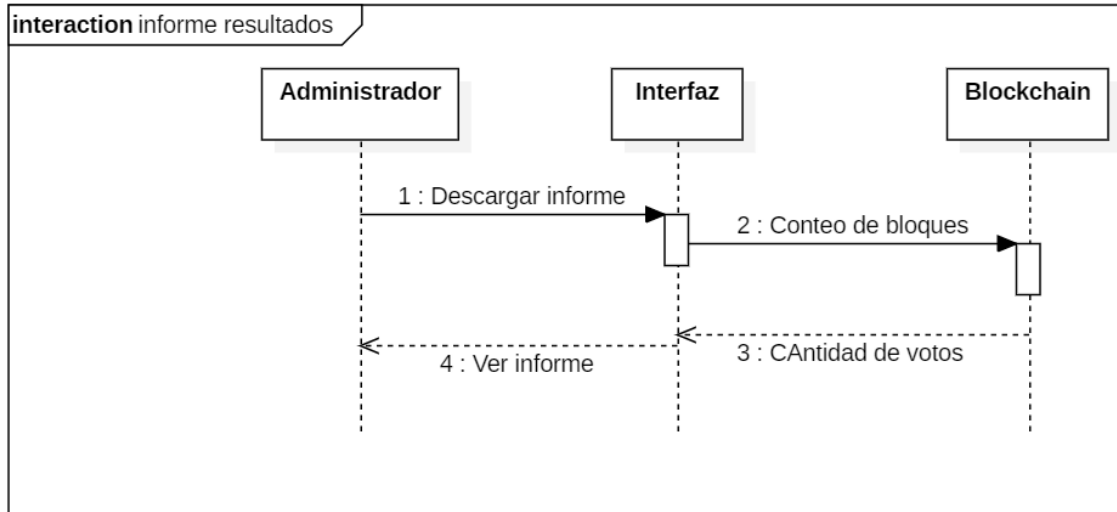 interaction informe resultados
Administrador
Interfaz
Blockchain
1 : Descargar informe
2 : Conteo de bloques
3 : CAntidad de votos
4 : Ver informe